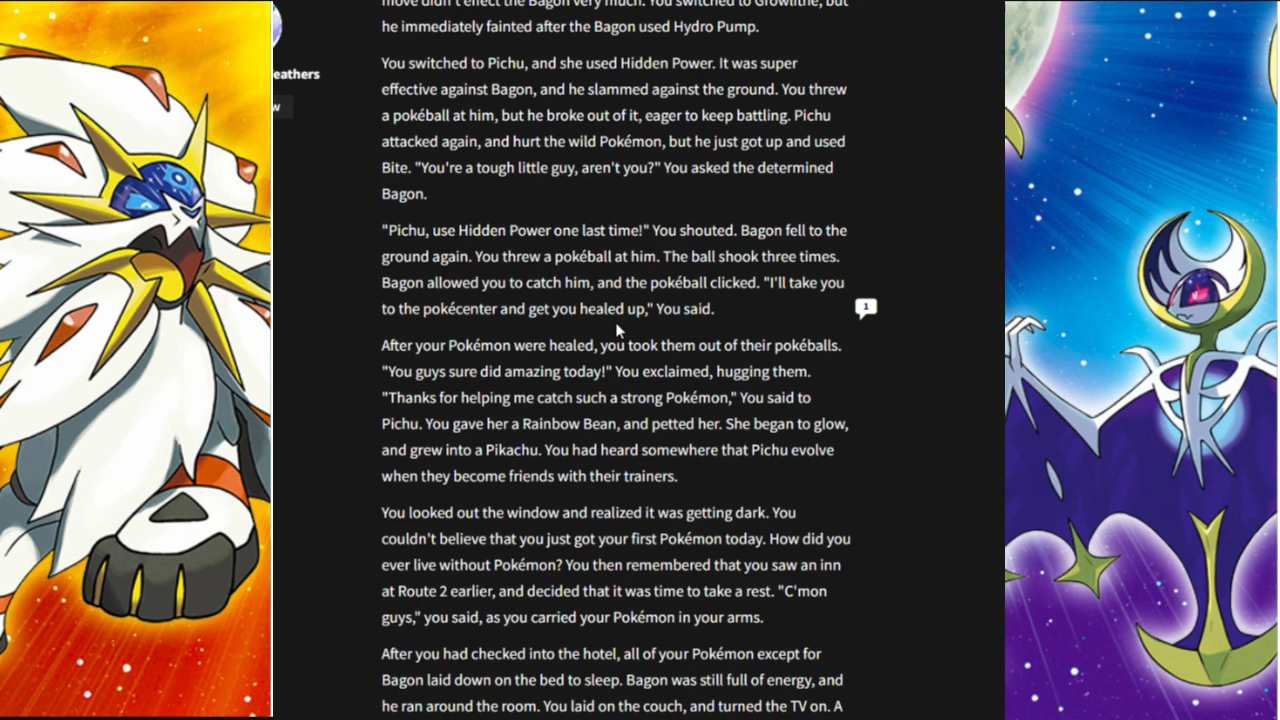 move didn't effect the Bagon very much. You switched to Growlithe, but
he immediately fainted after the Bagon used Hydro Pump.
eathers
w
You switched to Pichu, and she used Hidden Power. It was super
effective against Bagon, and he slammed against the ground. You threw
a pokéball at him, but he broke out of it, eager to keep battling. Pichu
attacked again, and hurt the wild Pokémon, but he just got up and used
Bite. "You're a tough little guy, aren't you?" You asked the determined
Bagon.
"Pichu, use Hidden Power one last time!" You shouted. Bagon fell to the
ground again. You threw a pokéball at him. The ball shook three times.
Bagon allowed you to catch him, and the pokéball clicked. "I'll take you
to the pokécenter and get you healed up," You said.
1
After your Pokémon were healed, you took them out of their pokéballs.
"You guys sure did amazing today!" You exclaimed, hugging them.
"Thanks for helping me catch such a strong Pokémon," You said to
Pichu. You gave her a Rainbow Bean, and petted her. She began to glow,
and grew into a Pikachu. You had heard somewhere that Pichu evolve
when they become friends with their trainers.
You looked out the window and realized it was getting dark. You
couldn't believe that you just got your first Pokémon today. How did you
ever live without Pokémon? You then remembered that you saw an inn
at Route 2 earlier, and decided that it was time to take a rest. "C'mon
guys," you said, as you carried your Pokémon in your arms.
After you had checked into the hotel, all of your Pokémon except for
Bagon laid down on the bed to sleep. Bagon was still full of energy, and
he ran around the room. You laid on the couch, and turned the TV on. A